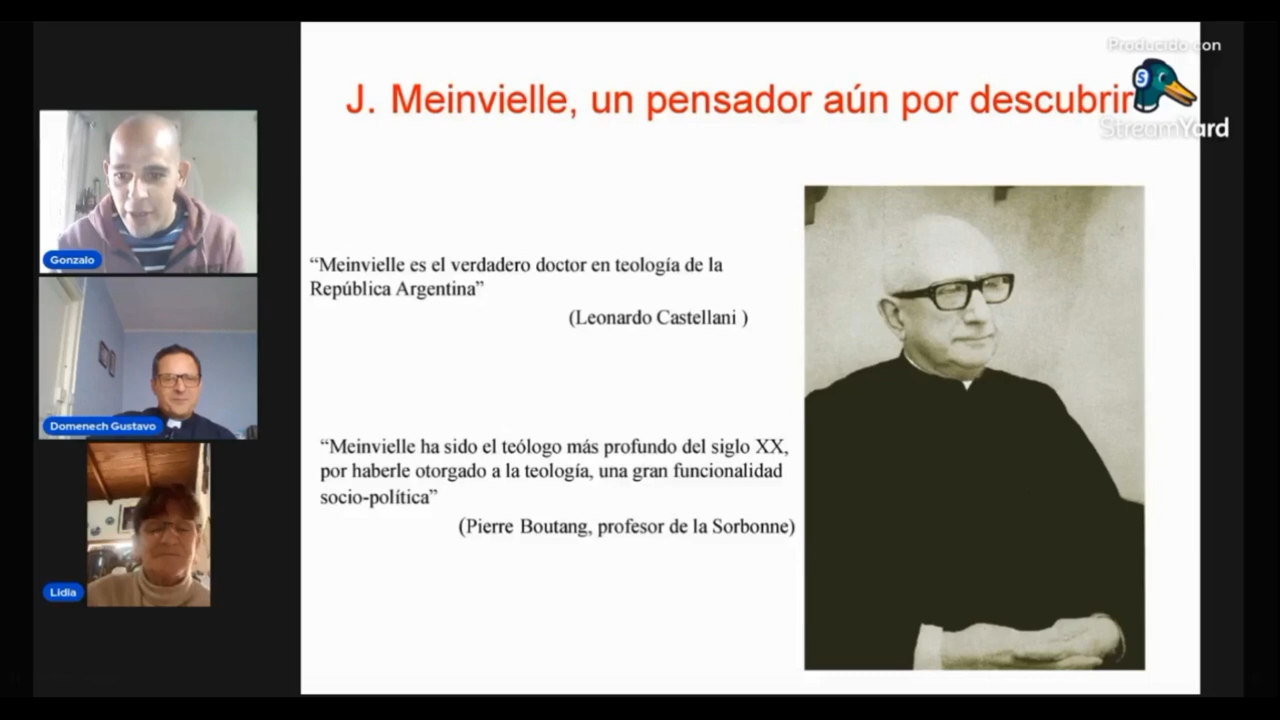 Producido con
StreamYard
J. Meinvielle, un pensador aún por descubrir
“Meinvielle es el verdadero doctor en teología de la
República Argentina”
(Leonardo Castellani )
“Meinvielle ha sido el teólogo más profundo del siglo XX,
por haberle otorgado a la teología, una gran funcionalidad
socio-política”
(Pierre Boutang, profesor de la Sorbonne)
Gonzalo
Domenech Gustavo
Lidia